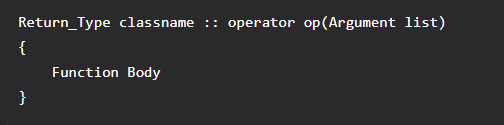 Return_Type classname :: operator op(Argument list)
{
    Function Body
}